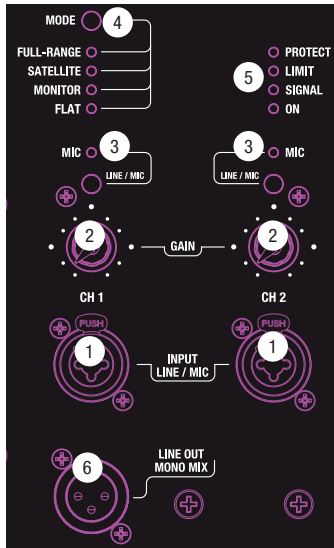 MODE
4
FULL-RANGE
SATELLITE
MONITOR
FLAT
5
PROTECT
LIMIT
SIGNAL
ON
MIC
3
LINE / MIC
3
MIC
LINE / MIC
2
GAIN
2
CH 1
CH 2
PUSH
1
INPUT
LINE / MIC
PUSH
1
6
LINE OUT
MONO MIX